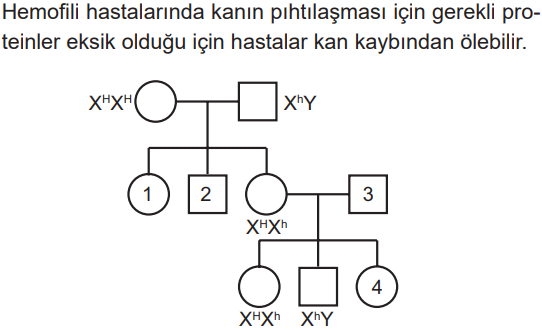 Hemofili hastalarında kanın pıhtılaşması için gerekli pro-
teinler eksik olduğu için hastalar kan kaybından ölebilir.
XᴴXᴴ XʰY
1 2 3
XᴴXʰ
4
XᴴXʰ XʰY